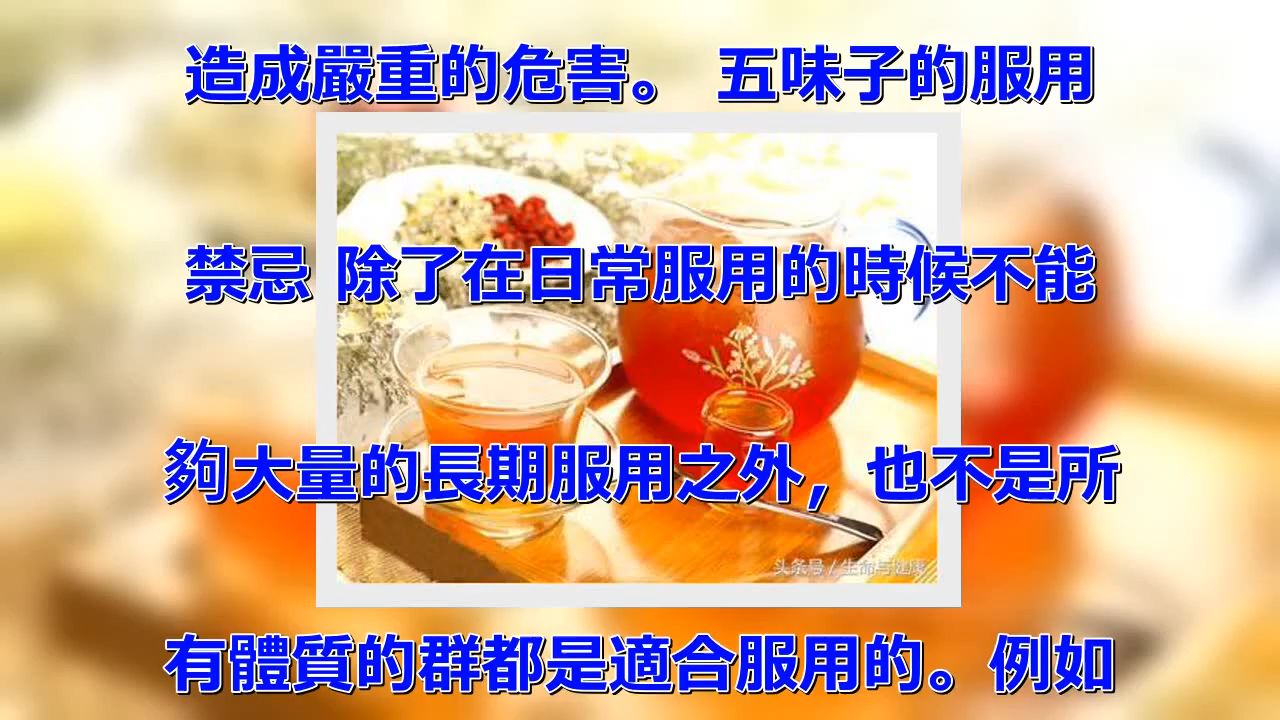 造成嚴重的危害。 五味子的服用
禁忌 除了在日常服用的時候不能
夠大量的長期服用之外，也不是所
头条号 / 生命与健康
有體質的群都是適合服用的。例如